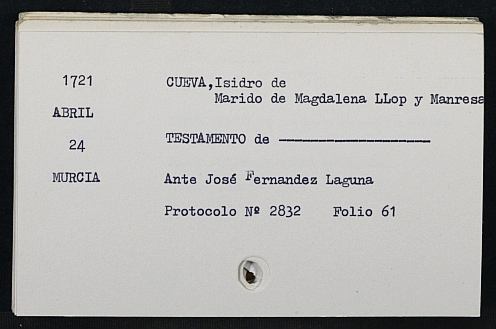 1721 CUEVA,Isidro de
Marido de Magdalena LLop y Manresa
ABRIL
24 TESTAMENTO de ————————
MURCIA Ante José Fernandez Laguna
Protocolo Nº 2832 Folio 61